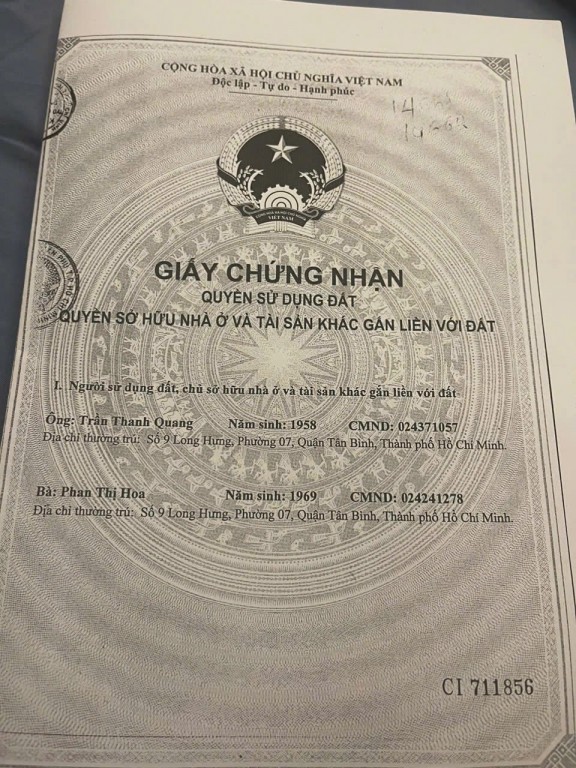 CỘNG HÒA XÃ HỘI CHỦ NGHĨA VIỆT NAM
Độc lập - Tự do - Hạnh phúc
VIỆT NAM
GIẤY CHỨNG NHẬN
QUYỀN SỬ DỤNG ĐẤT
QUYỀN SỞ HỮU NHÀ Ở VÀ TÀI SẢN KHÁC GẮN LIỀN VỚI ĐẤT
I. Người sử dụng đất, chủ sở hữu nhà ở và tài sản khác gắn liền với đất
Ông: Trần Thanh Quang Năm sinh: 1958 CMND: 024371057
Địa chỉ thường trú: Số 9 Long Hưng, Phường 07, Quận Tân Bình, Thành phố Hồ Chí Minh.
Bà: Phan Thị Hoa Năm sinh: 1969 CMND: 024241278
Địa chỉ thường trú: Số 9 Long Hưng, Phường 07, Quận Tân Bình, Thành phố Hồ Chí Minh.
CI 711856